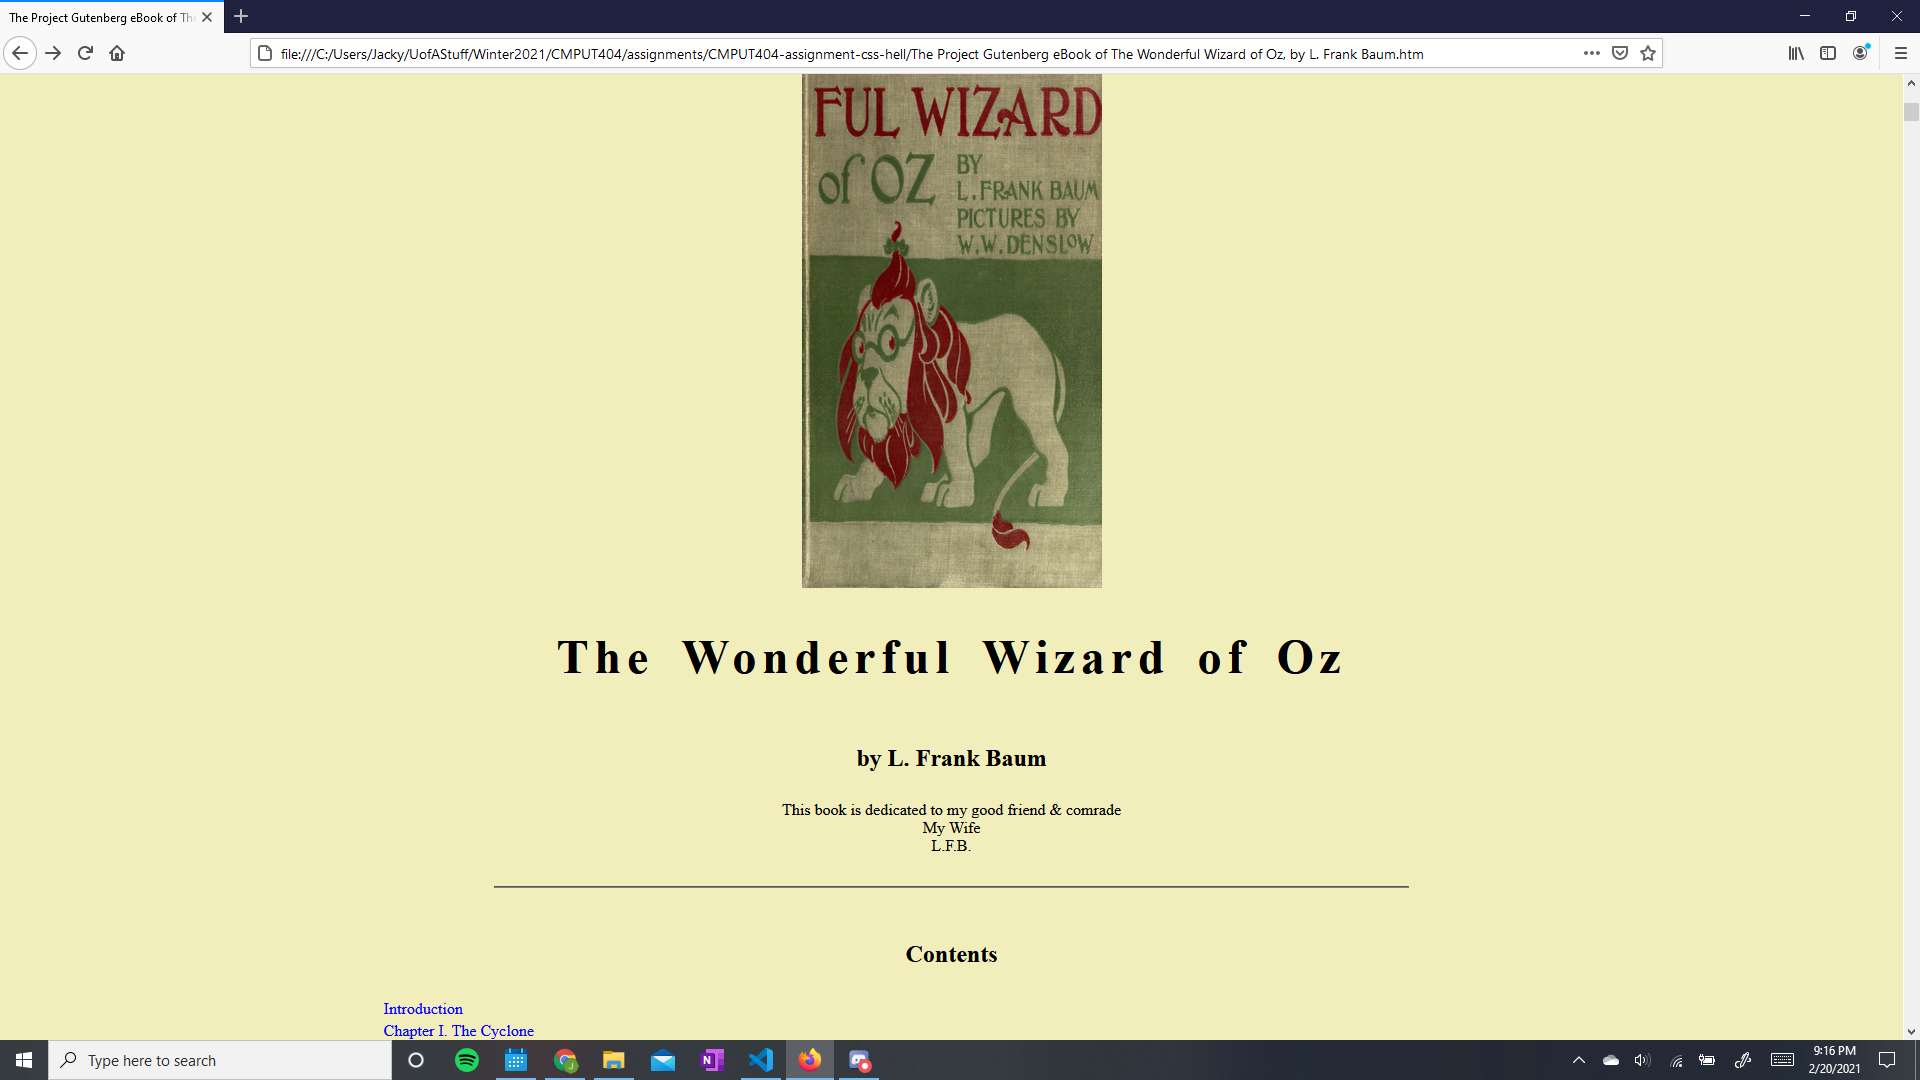 The Project Gutenberg eBook of Th
file:///C:/Users/Jacky/UofAStuff/Winter2021/CMPUT404/assignments/CMPUT404-assignment-css-hell/The Project Gutenberg eBook of The Wonderful Wizard of Oz, by L. Frank Baum.htm
FUL WIZARD
of OZ BY
L. FRANK BAUM
PICTURES BY
W. W. DENSLOW
The Wonderful Wizard of Oz
by L. Frank Baum
This book is dedicated to my good friend & comrade
My Wife
L.F.B.
Contents
Introduction
Chapter I. The Cyclone
Type here to search
9:16 PM
2/20/2021